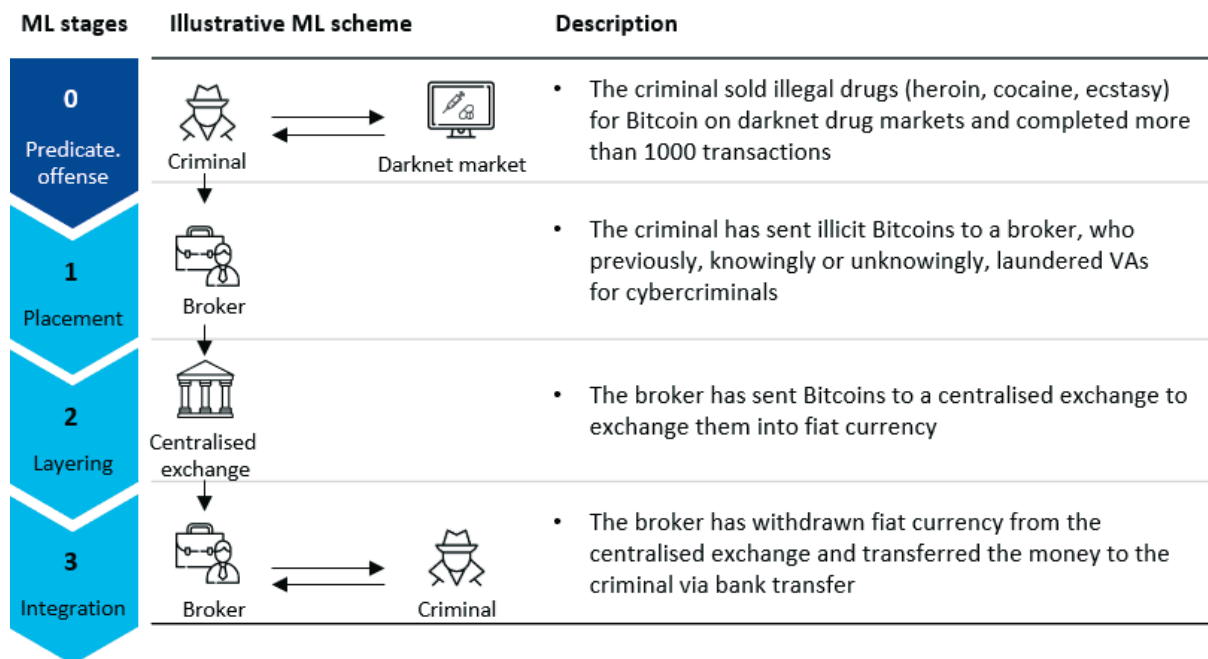 ML stages
Illustrative ML scheme
Description
0
Predicate.
offense
Criminal
Darknet market
• The criminal sold illegal drugs (heroin, cocaine, ecstasy)
for Bitcoin on darknet drug markets and completed more
than 1000 transactions
1
Placement
Broker
• The criminal has sent illicit Bitcoins to a broker, who
previously, knowingly or unknowingly, laundered VAs
for cybercriminals
2
Layering
Centralised
exchange
• The broker has sent Bitcoins to a centralised exchange to
exchange them into fiat currency
3
Integration
Broker
Criminal
• The broker has withdrawn fiat currency from the
centralised exchange and transferred the money to the
criminal via bank transfer